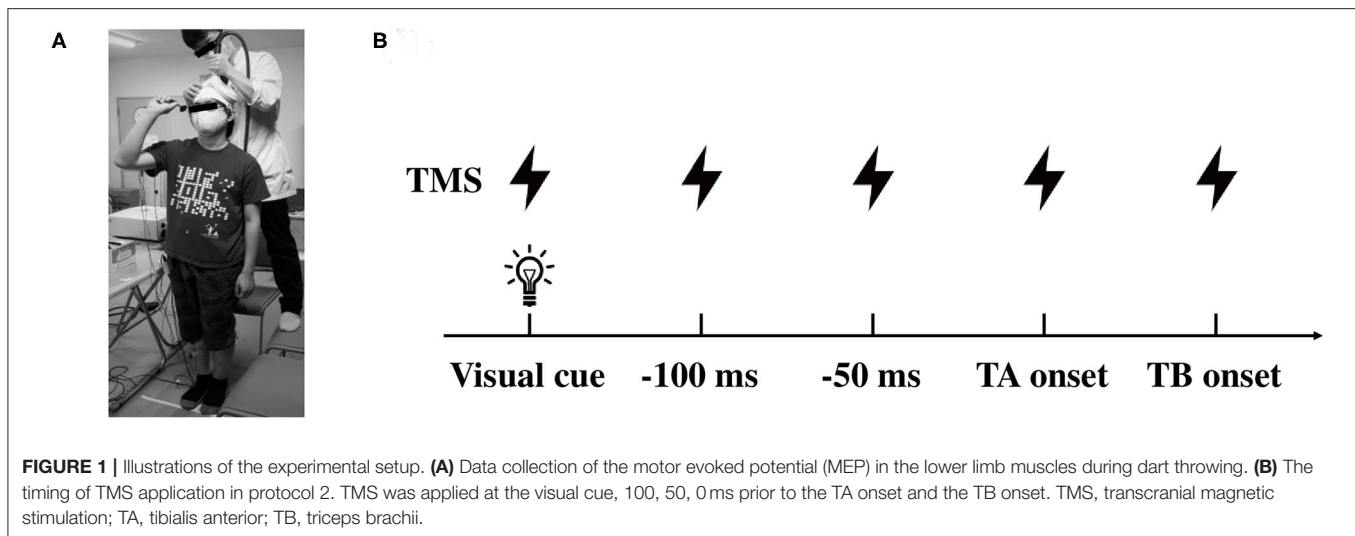 A
B
TMS
Visual cue -100 ms -50 ms TA onset TB onset
FIGURE 1 | Illustrations of the experimental setup. (A) Data collection of the motor evoked potential (MEP) in the lower limb muscles during dart throwing. (B) The
timing of TMS application in protocol 2. TMS was applied at the visual cue, 100, 50, 0 ms prior to the TA onset and the TB onset. TMS, transcranial magnetic
stimulation; TA, tibialis anterior; TB, triceps brachii.